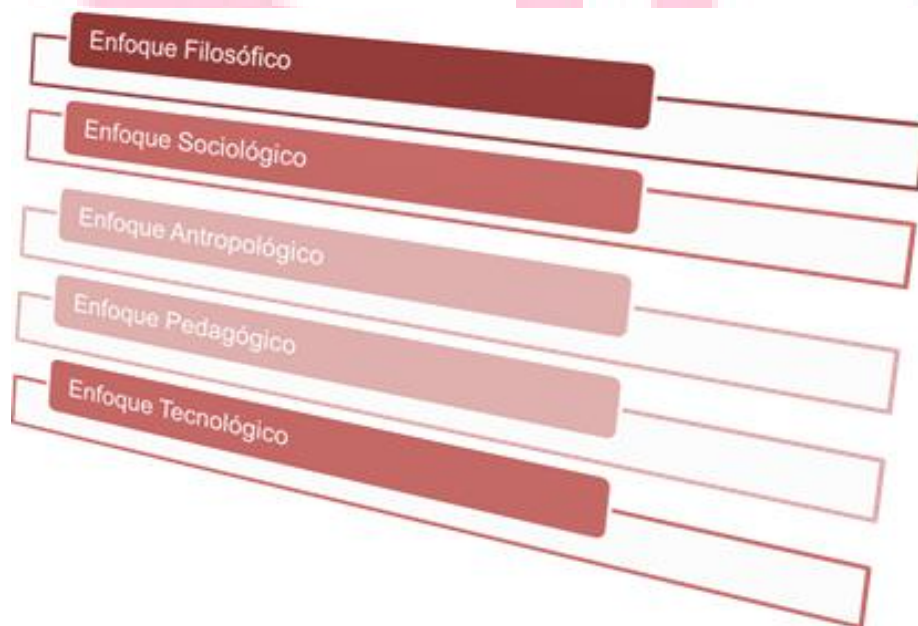 Enfoque Filosófico
Enfoque Sociológico
Enfoque Antropológico
Enfoque Pedagógico
Enfoque Tecnológico